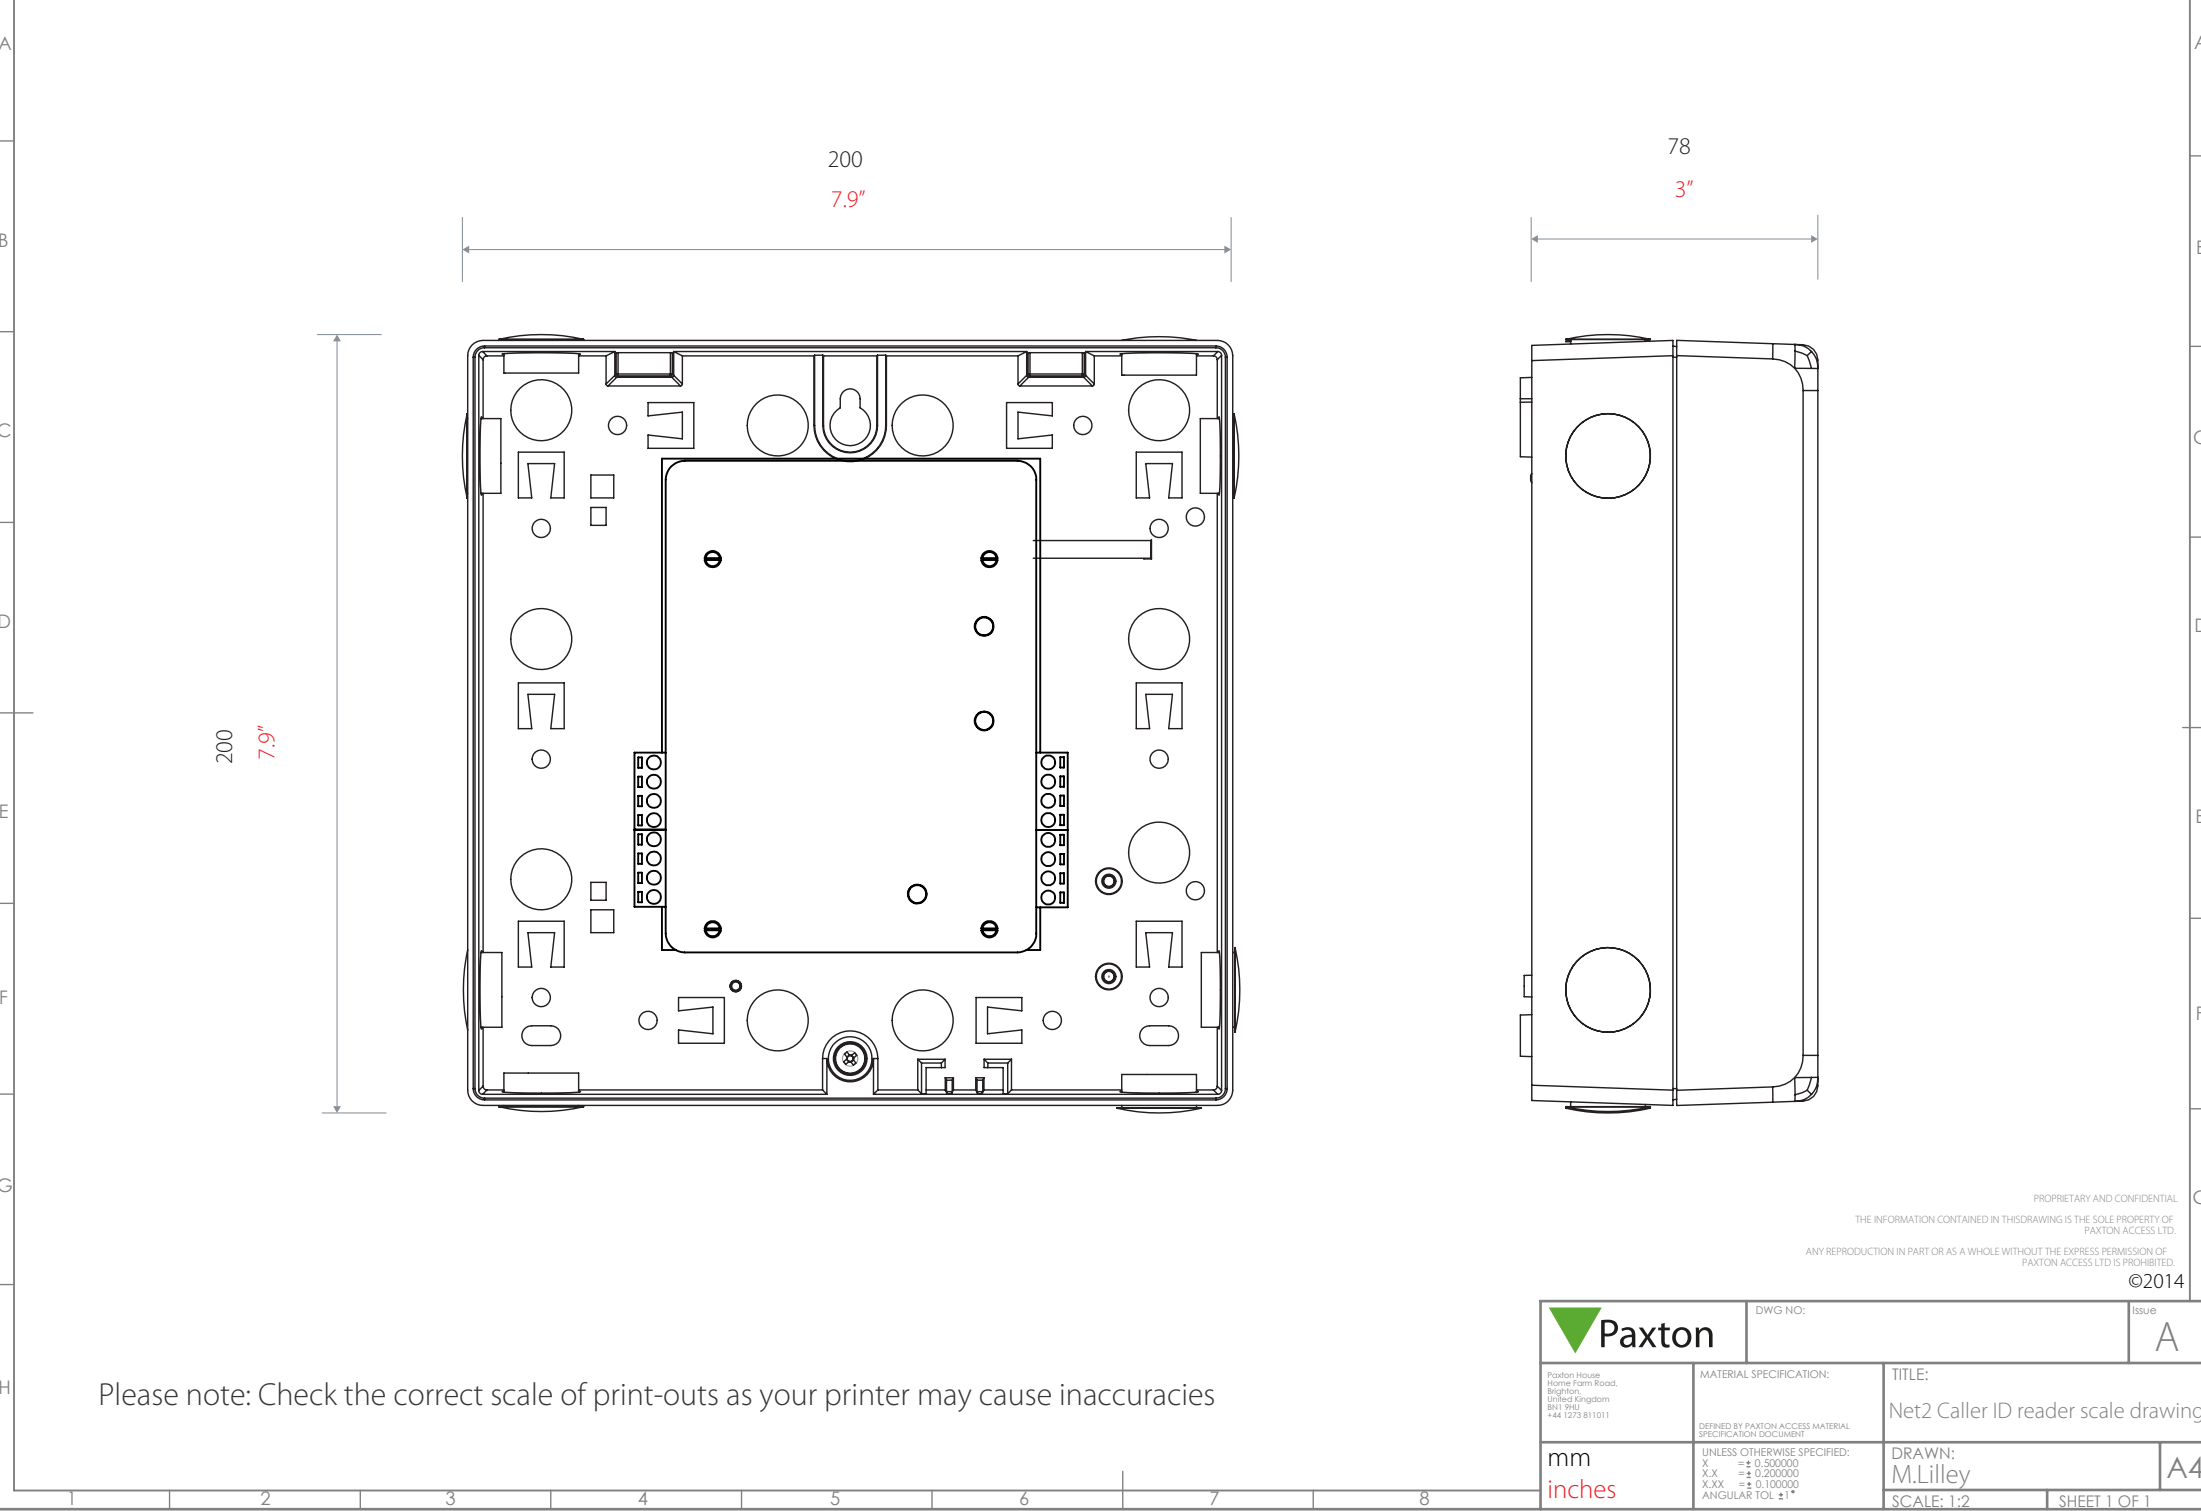 A
A
200
7.9"
78
3"
B
E
C
C
D
D
200
7.9"
E
E
F
F
G
C
PROPRIETARY AND CONFIDENTIAL
THE INFORMATION CONTAINED IN THISDRAWING IS THE SOLE PROPERTY OF
PAXTON ACCESS LTD.
ANY REPRODUCTION IN PART OR AS A WHOLE WITHOUT THE EXPRESS PERMISSION OF
PAXTON ACCESS LTD IS PROHIBITED.
©2014
Paxton
DWG NO:
Issue
A
Paxton House
Home Farm Road,
Brighton,
United Kingdom
BN1 9HU
+44 1273 811011
MATERIAL SPECIFICATION:
DEFINED BY PAXTON ACCESS MATERIAL
SPECIFICATION DOCUMENT
TITLE:
Net2 Caller ID reader scale drawing
H
Please note: Check the correct scale of print-outs as your printer may cause inaccuracies
mm
inches
UNLESS OTHERWISE SPECIFIED:
X =± 0.500000
X.X =± 0.200000
X.XX =± 0.100000
ANGULAR TOL ±1°
DRAWN:
M.Lilley
A4
SCALE: 1:2
SHEET 1 OF 1
1 2 3 4 5 6 7 8